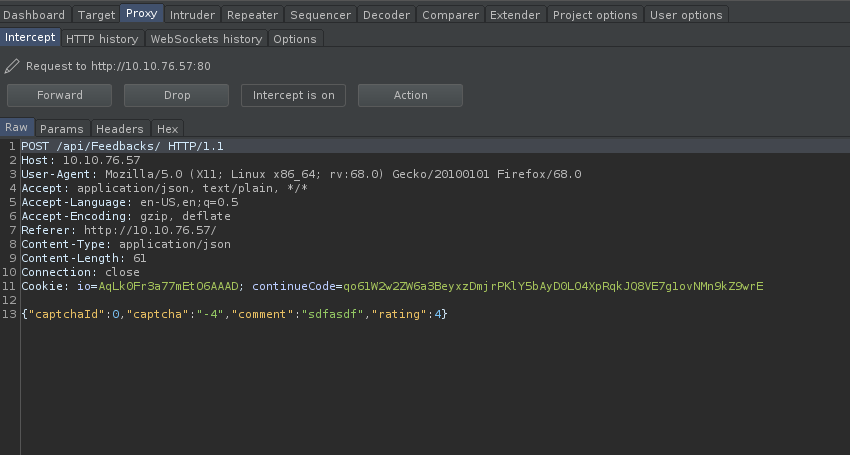 Dashboard Target Proxy Intruder Repeater Sequencer Decoder Comparer Extender Project options User options
Intercept HTTP history WebSockets history Options
Request to http://10.10.76.57:80
Forward Drop Intercept is on Action
Raw Params Headers Hex
1 POST /api/Feedbacks/ HTTP/1.1
2 Host: 10.10.76.57
3 User-Agent: Mozilla/5.0 (X11; Linux x86_64; rv:68.0) Gecko/20100101 Firefox/68.0
4 Accept: application/json, text/plain, */*
5 Accept-Language: en-US,en;q=0.5
6 Accept-Encoding: gzip, deflate
7 Referer: http://10.10.76.57/
8 Content-Type: application/json
9 Content-Length: 61
10 Connection: close
11 Cookie: io=AqLk0Fr3a77mEtO6AAAD; continueCode=qo61W2w2ZW6a3BeyxzDmjrPKlY5bAyD0LO4XpRqkJQ8VE7g1ovNMn9kZ9wrE
12
13 {"captchaId":0,"captcha":"-4","comment":"sdfasdf","rating":4}